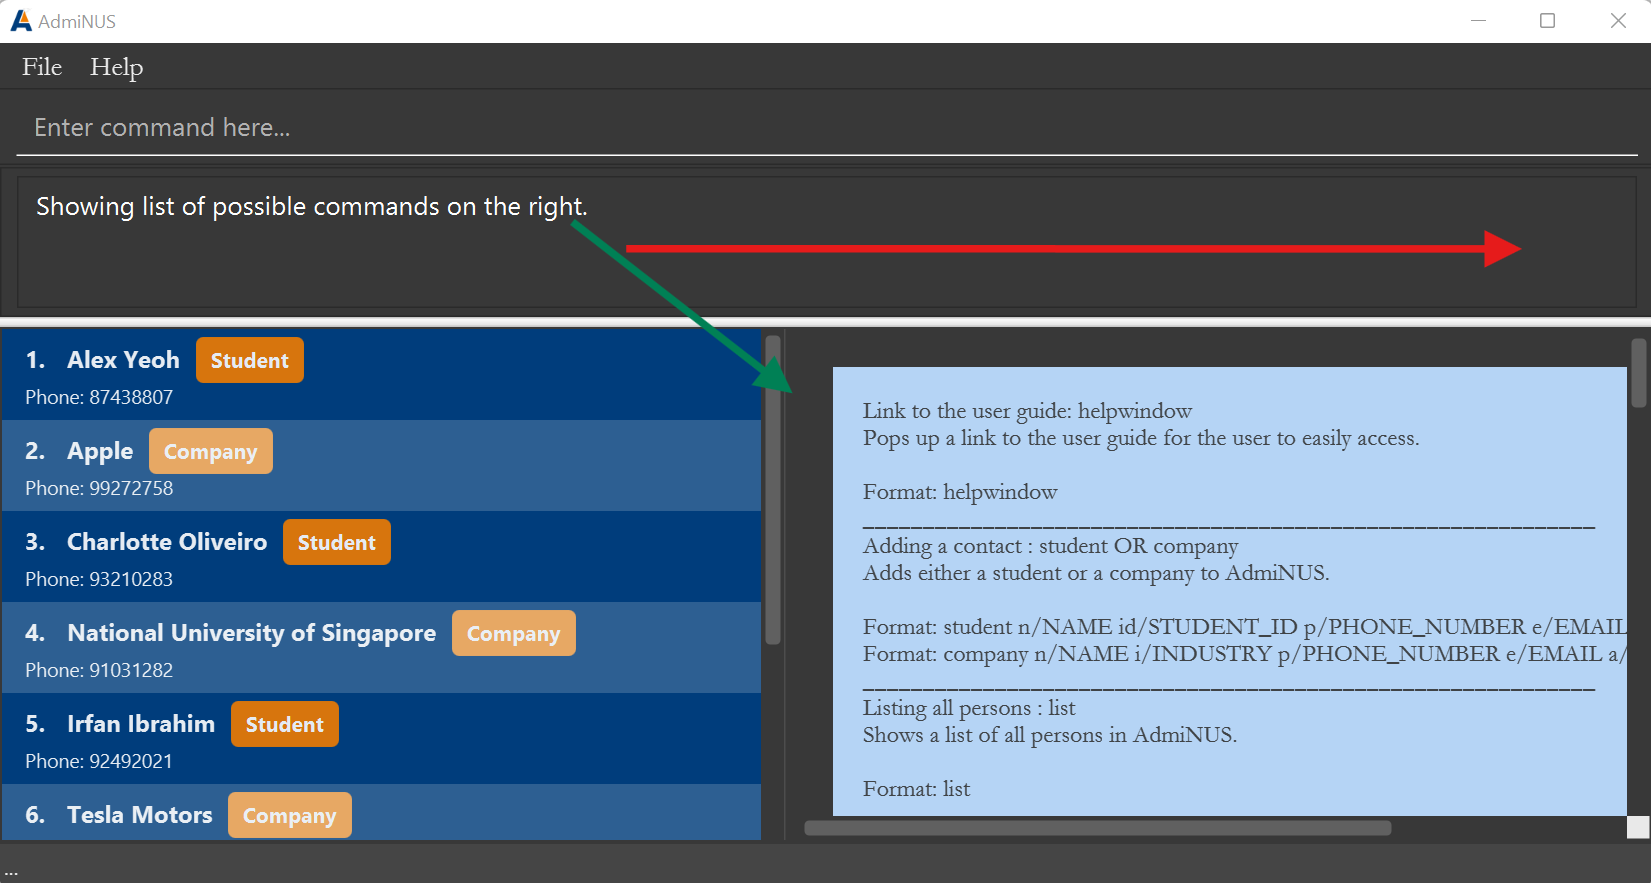 AdmiNUS
File Help
Enter command here...
Showing list of possible commands on the right.
1. Alex Yeoh Student
Phone: 87438807
2. Apple Company
Phone: 99272758
3. Charlotte Oliveiro Student
Phone: 93210283
4. National University of Singapore Company
Phone: 91031282
5. Irfan Ibrahim Student
Phone: 92492021
6. Tesla Motors Company
Link to the user guide: helpwindow
Pops up a link to the user guide for the user to easily access.
Format: helpwindow
Adding a contact : student OR company
Adds either a student or a company to AdmiNUS.
Format: student n/NAME id/STUDENT_ID p/PHONE_NUMBER e/EMAIL
Format: company n/NAME i/INDUSTRY p/PHONE_NUMBER e/EMAIL a/
Listing all persons : list
Shows a list of all persons in AdmiNUS.
Format: list
...